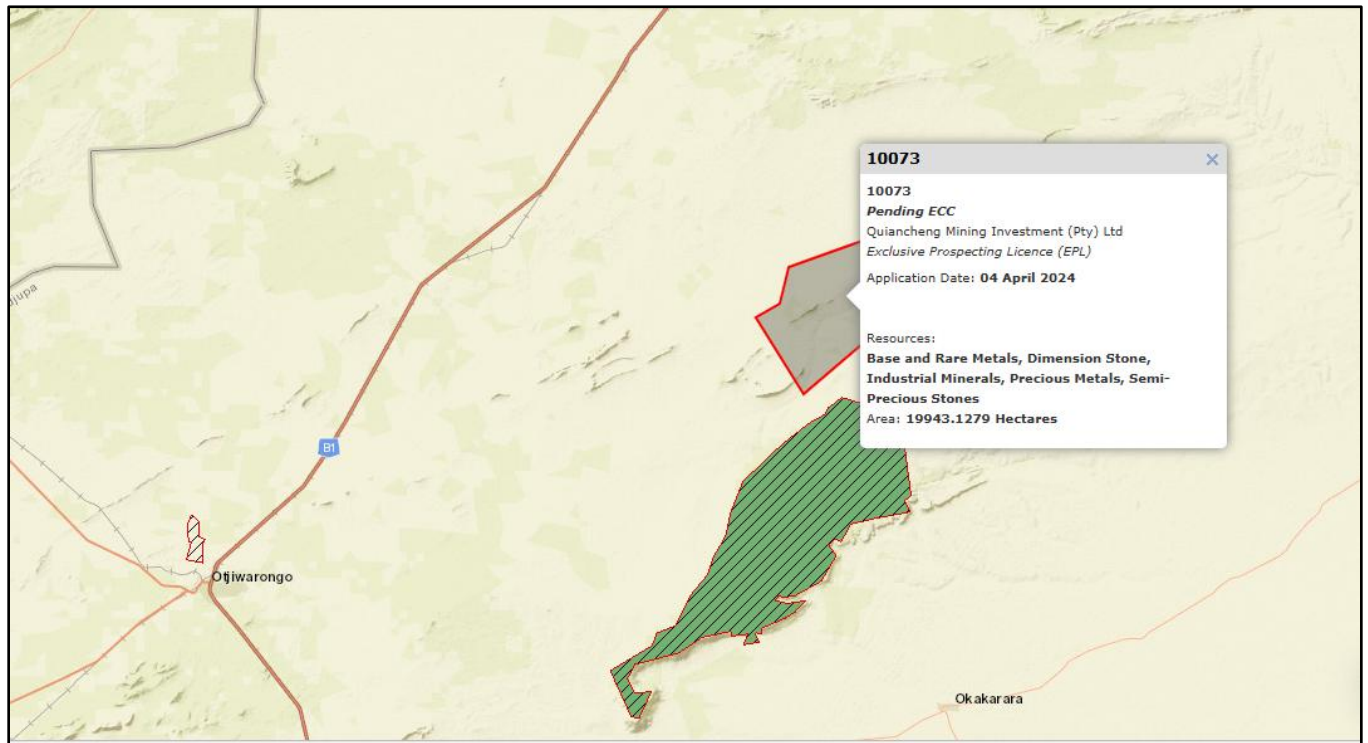 10073
10073
Pending ECC
Quiancheng Mining Investment (Pty) Ltd
Exclusive Prospecting Licence (EPL)
Application Date: 04 April 2024
Resources:
Base and Rare Metals, Dimension Stone,
Industrial Minerals, Precious Metals, Semi-
Precious Stones
Area: 19943.1279 Hectares
B1
Otjiwarongo
Okakarara